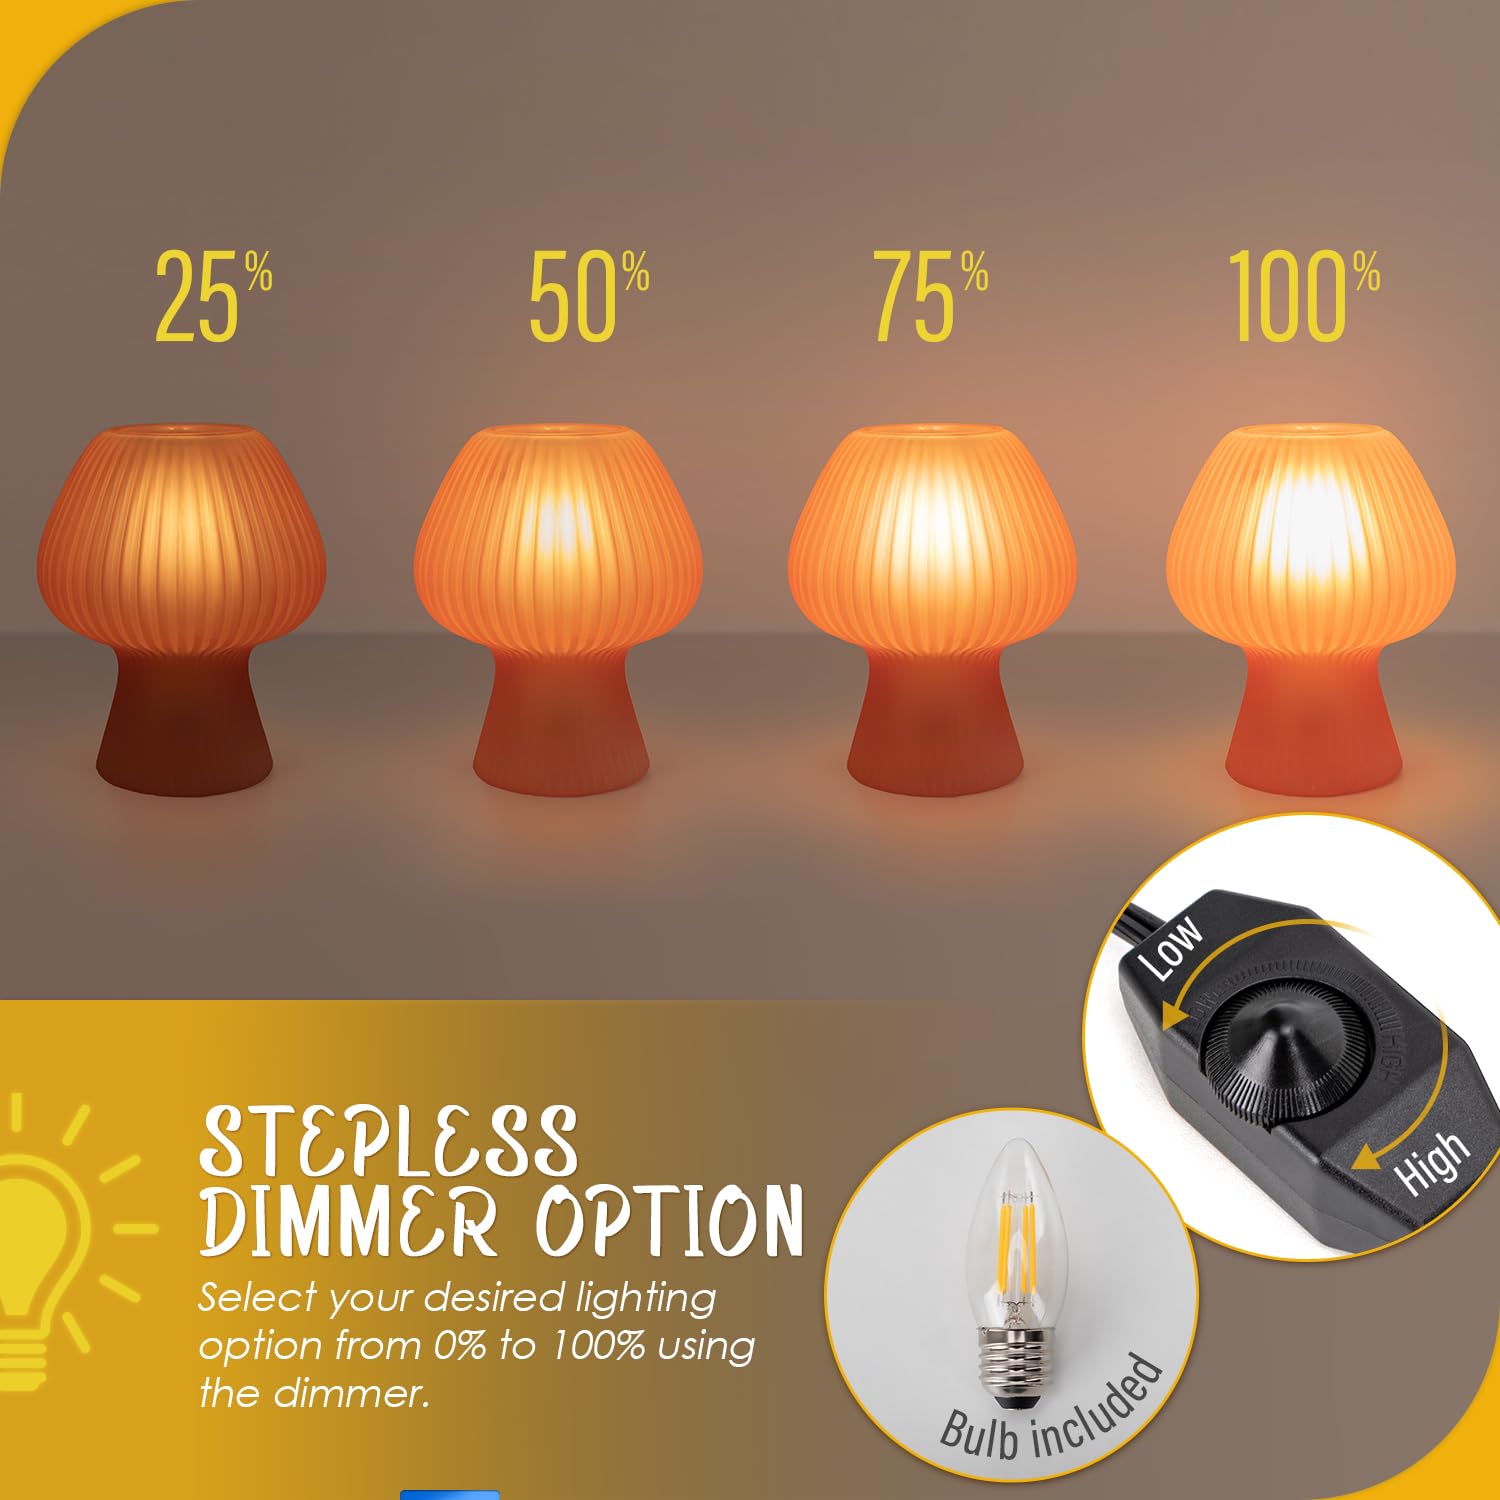 25%
50%
75%
100%
Low
HIGH
High
STEPLESS
DIMMER OPTION
Select your desired lighting
option from 0% to 100% using
the dimmer.
Bulb included